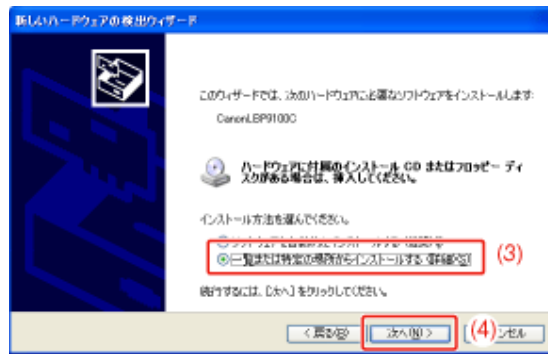 新しいハードウェアの検出ウィザード
このウィザードでは、次のハードウェアに必要なソフトウェアをインストールします:
CanonLBP9100C
ハードウェアに付属のインストール CD またはフロッピー ディ
スクがある場合は、挿入してください。
インストール方法を選んでください。
一覧または特定の場所からインストールする (詳細)(S)
(3)
続行するには、[次へ] をクリックしてください。
< 戻る(B)
次へ(N) >
(4)
ンセル